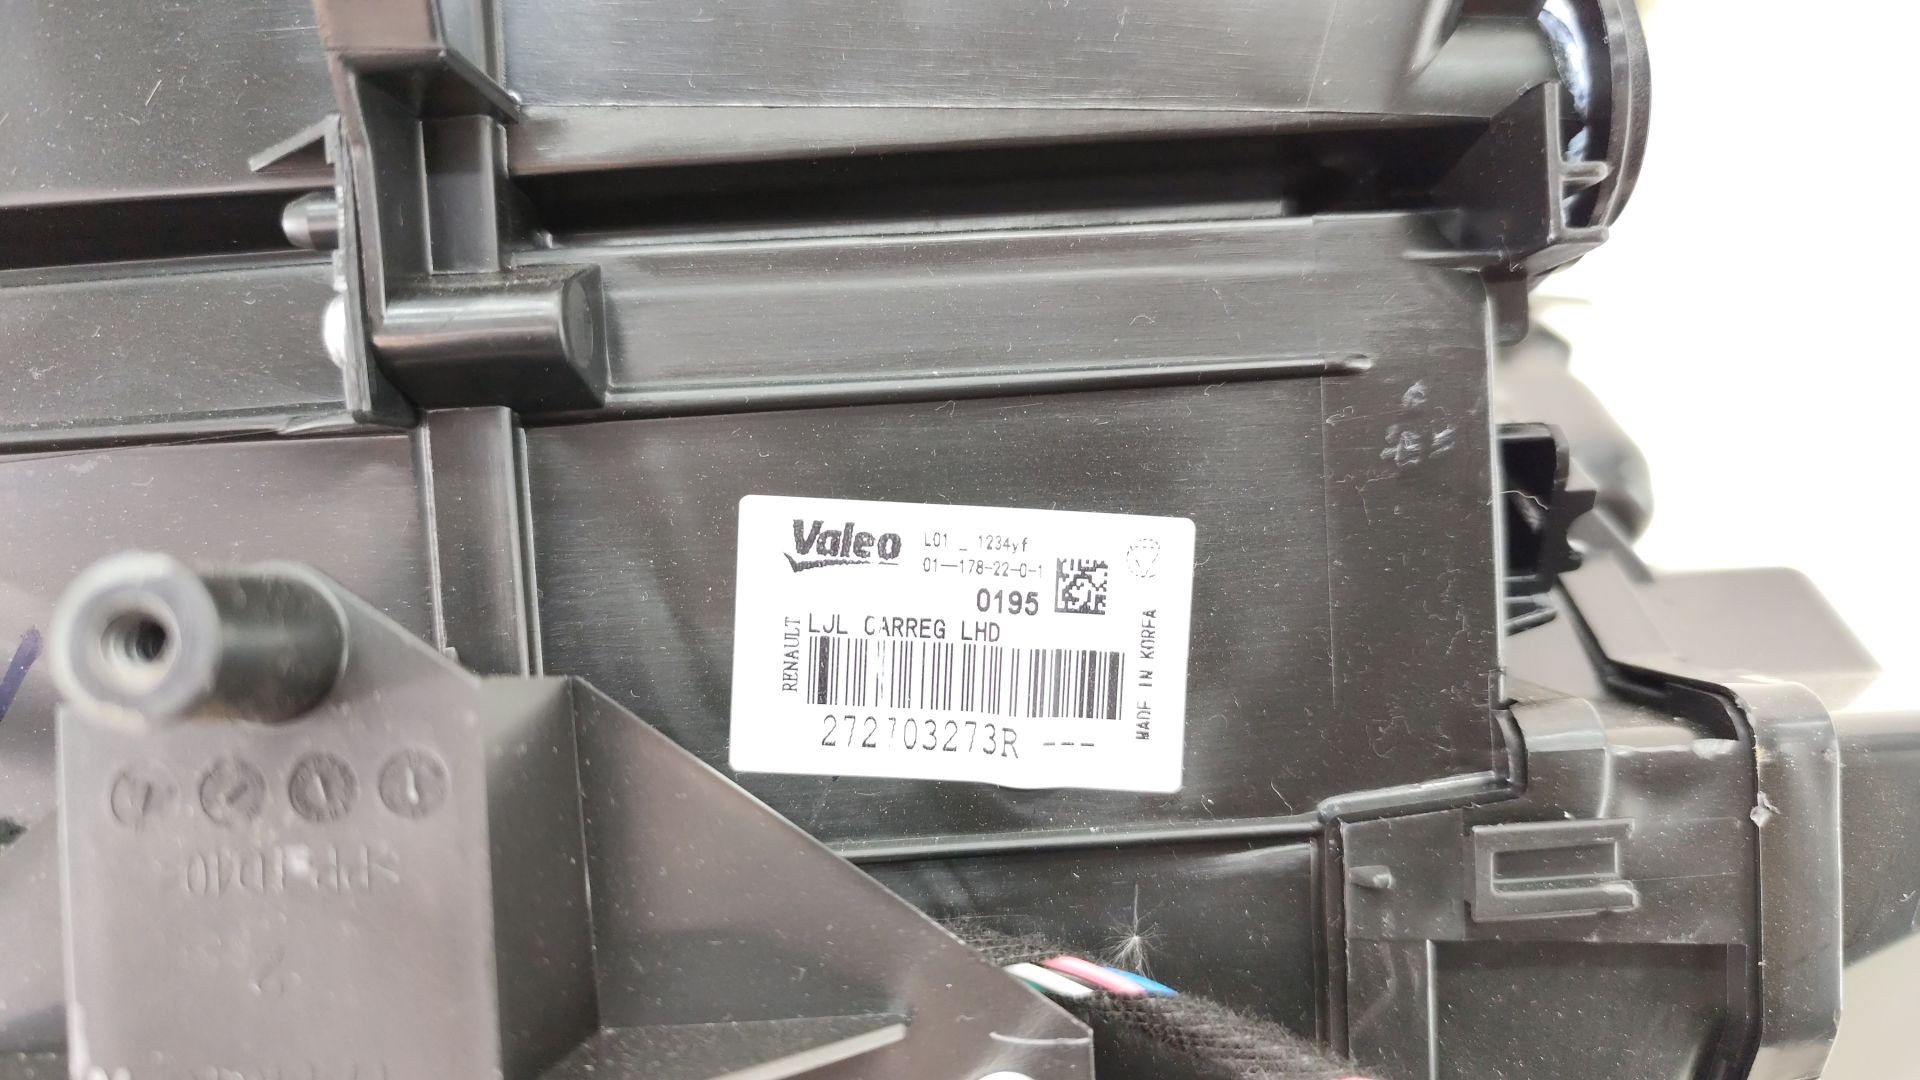 Valeo
L01 _ 1234yf
01-178-22-0-1
0195
RENAULT
LJL CARREG LHD
MADE IN KOREA
272703273R ---